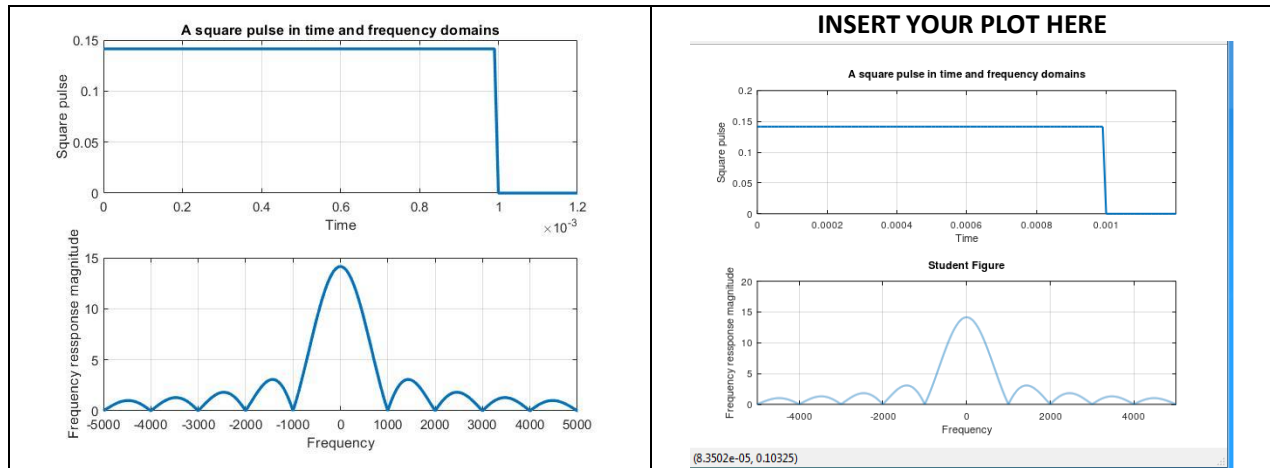 A square pulse in time and frequency domains
0.15
0.1
0.05
0
Square pulse
0 0.2 0.4 0.6 0.8 1 1.2
Time
×10-3
15
10
5
0
Frequency ressponse magnitude
-5000 -4000 -3000 -2000 -1000 0 1000 2000 3000 4000 5000
Frequency
INSERT YOUR PLOT HERE
A square pulse in time and frequency domains
0.2
0.15
0.1
0.05
0
Square pulse
0 0.0002 0.0004 0.0006 0.0008 0.001
Time
Student Figure
20
15
10
5
0
Frequency ressponse magnitude
-4000 -2000 0 2000 4000
Frequency
(8.3502e-05, 0.10325)